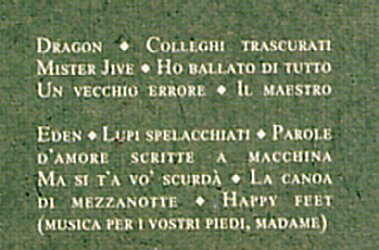 DRAGON ◆ COLLEGHI TRASCURATI
MISTER JIVE ◆ HO BALLATO DI TUTTO
UN VECCHIO ERRORE ◆ IL MAESTRO
EDEN ◆ LUPI SPELACCHIATI ◆ PAROLE
D'AMORE SCRITTE A MACCHINA
MA SI T'A VO' SCURDÀ ◆ LA CANOA
DI MEZZANOTTE ◆ HAPPY FEET
(MUSICA PER I VOSTRI PIEDI, MADAME)